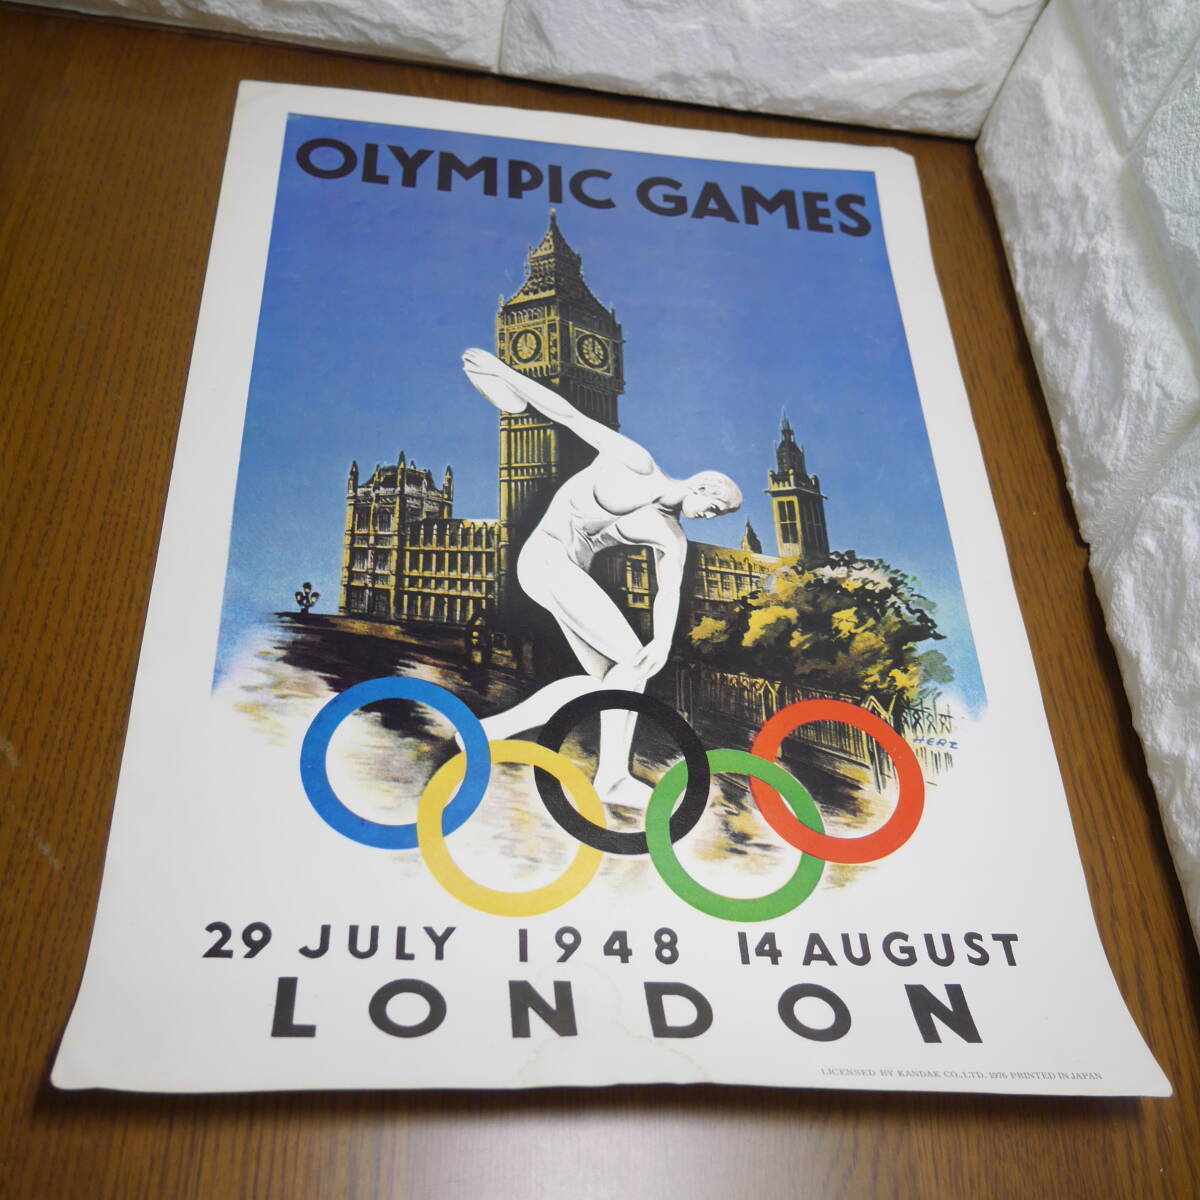 OLYMPIC GAMES
HERZ
29 JULY 1948 14 AUGUST
LONDON
LICENSED BY KANDAK CO.,LTD. 1976 PRINTED IN JAPAN